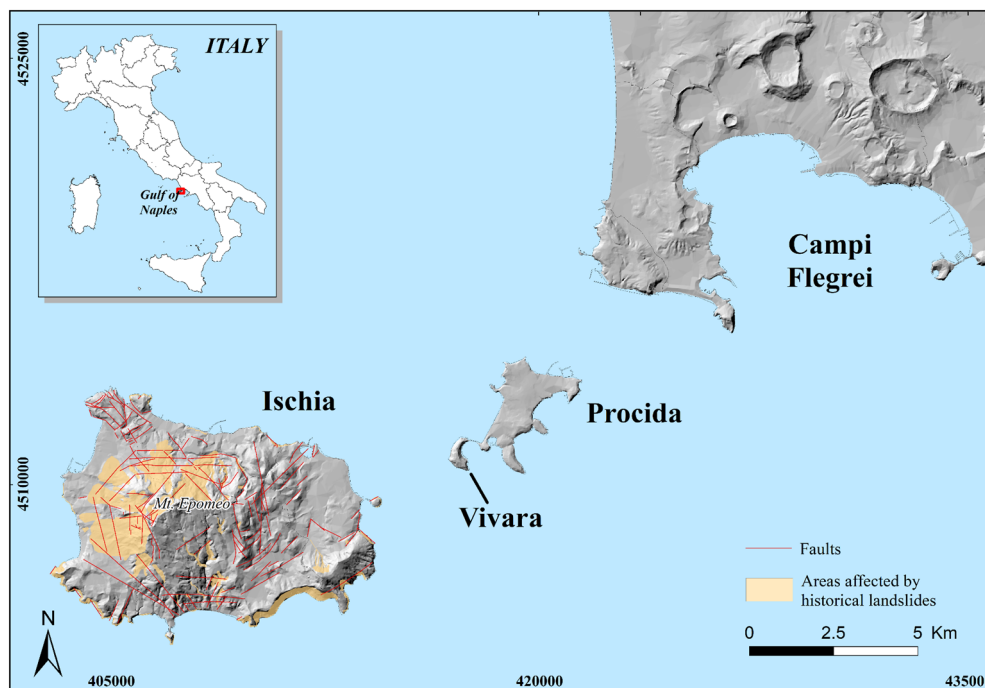 ITALY
Gulf of
Naples
4525000
4510000
Campi
Flegrei
Ischia
Procida
Mt. Epomeo
Vivara
Faults
Areas affected by
historical landslides
N
0 2.5 5 Km
405000 420000 43500